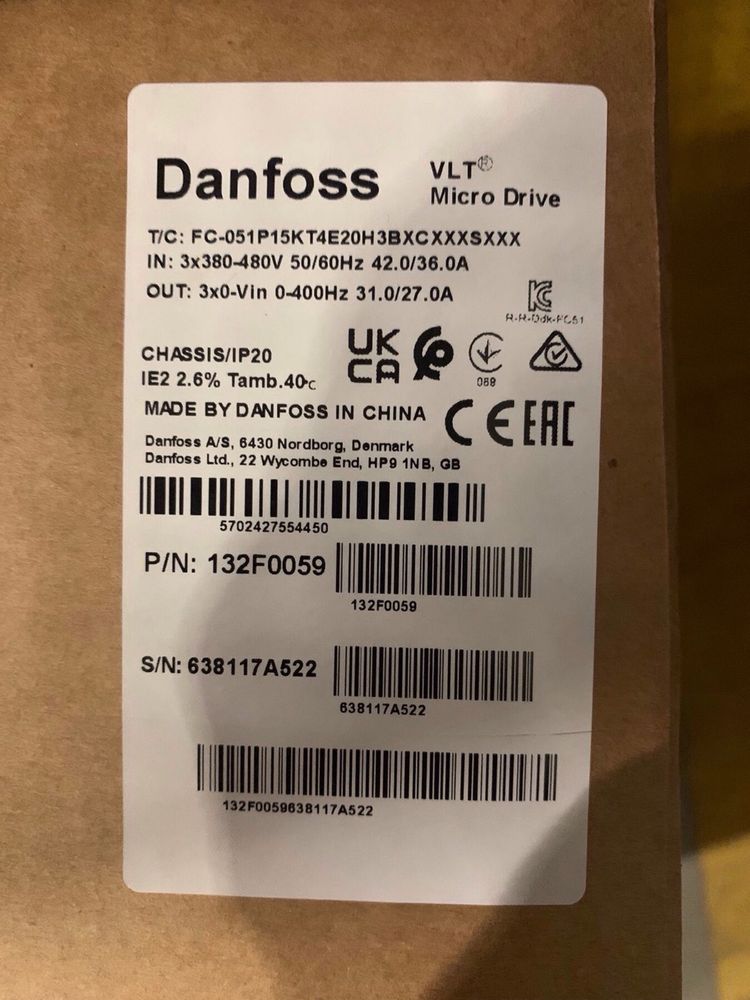 Danfoss
VLT®
Micro Drive
T/C: FC-051P15KT4E20H3BXCXXXSXXX
IN: 3x380-480V 50/60Hz 42.0/36.0A
OUT: 3x0-Vin 0-400Hz 31.0/27.0A
R-R-Ddk-FC51
CHASSIS/IP20
IE2 2.6% Tamb.40°C
UK
CA
089
MADE BY DANFOSS IN CHINA
CE EAC
Danfoss A/S, 6430 Nordborg, Denmark
Danfoss Ltd., 22 Wycombe End, HP9 1NB, GB
5702427554450
P/N: 132F0059
132F0059
S/N: 638117A522
638117A522
132F0059638117A522